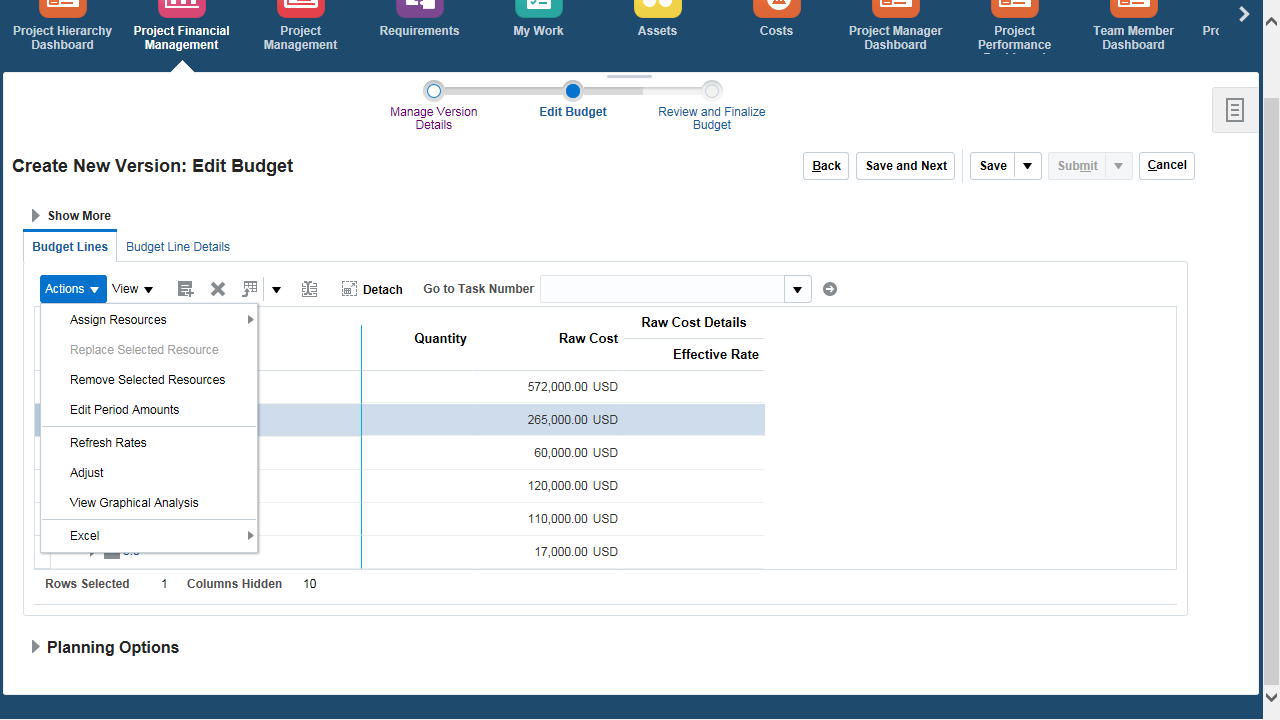 Project Hierarchy
Dashboard
Project Financial
Management
Project
Management
Requirements
My Work
Assets
Costs
Project Manager
Dashboard
Project
Performance
Team Member
Dashboard
Manage Version
Details
Edit Budget
Review and Finalize
Budget
Create New Version: Edit Budget
Back
Save and Next
Save
Submit
Cancel
Show More
Budget Lines
Budget Line Details
Actions
View
Detach
Go to Task Number
Assign Resources
Replace Selected Resource
Remove Selected Resources
Edit Period Amounts
Refresh Rates
Adjust
View Graphical Analysis
Excel
Quantity
Raw Cost
Raw Cost Details
Effective Rate
572,000.00 USD
265,000.00 USD
60,000.00 USD
120,000.00 USD
110,000.00 USD
17,000.00 USD
Rows Selected 1 Columns Hidden 10
Planning Options